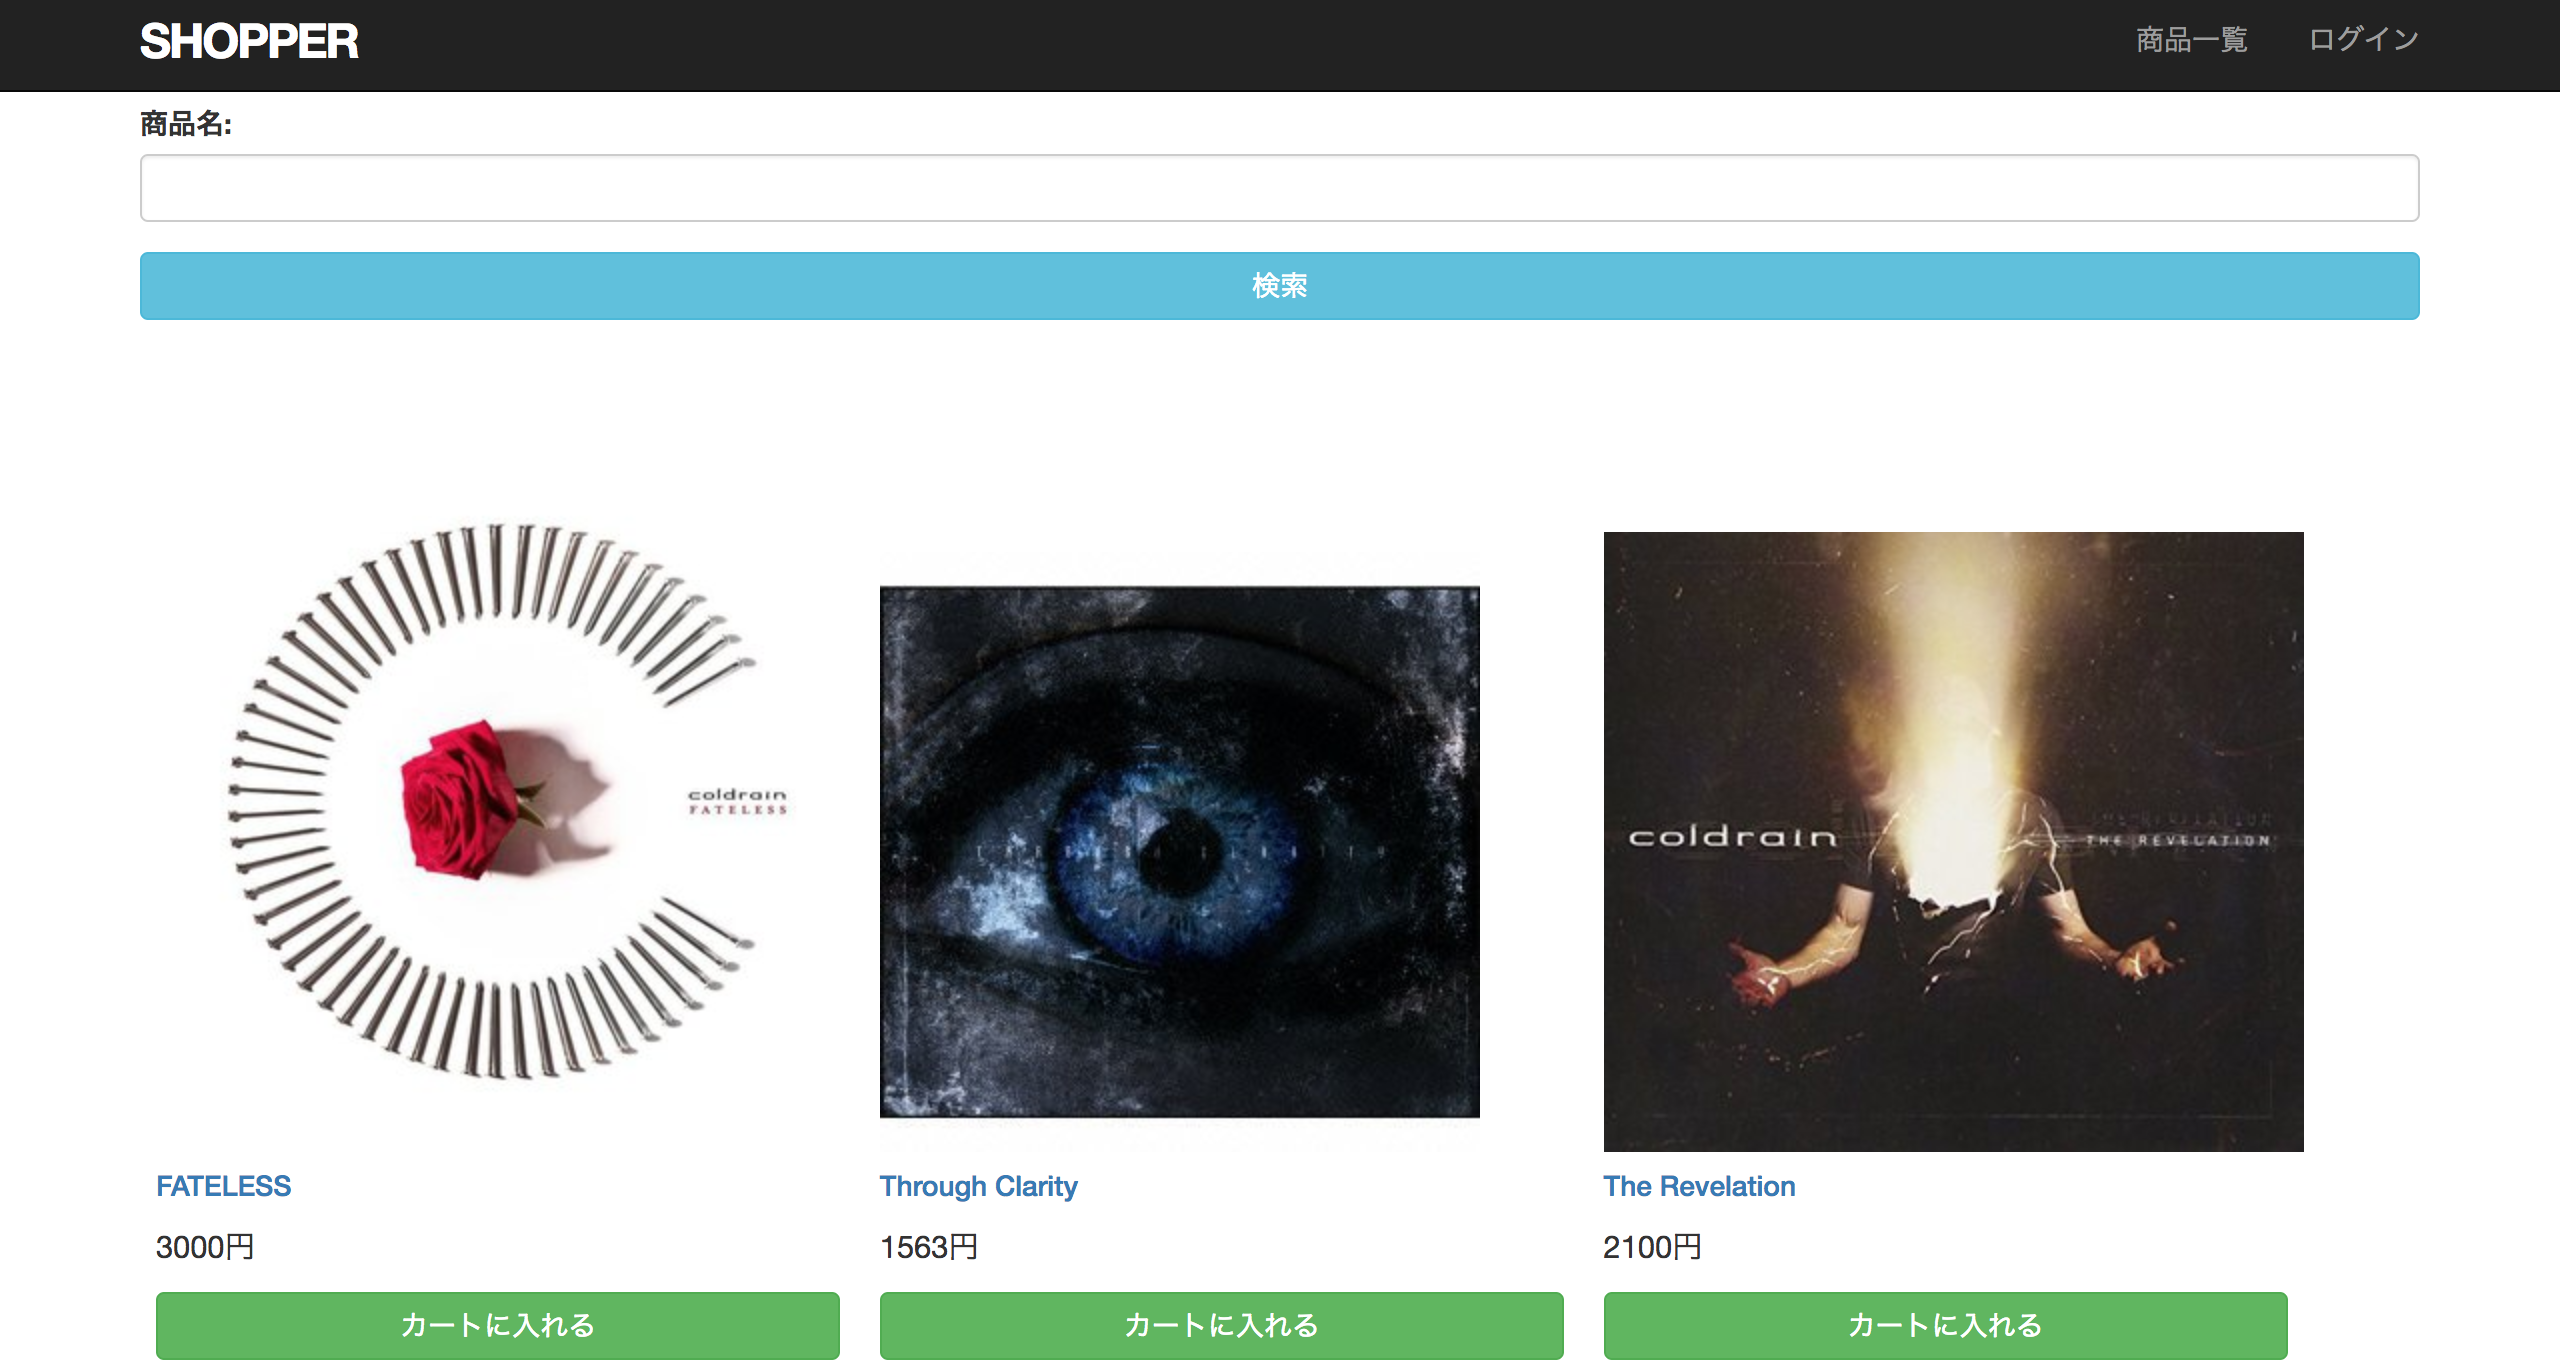 SHOPPER
商品一覧 ログイン
商品名:
検索
coldrain
FATELESS
THROUGH CLARITY
coldrain
THE REVELATION
FATELESS
Through Clarity
The Revelation
3000円
1563円
2100円
カートに入れる
カートに入れる
カートに入れる